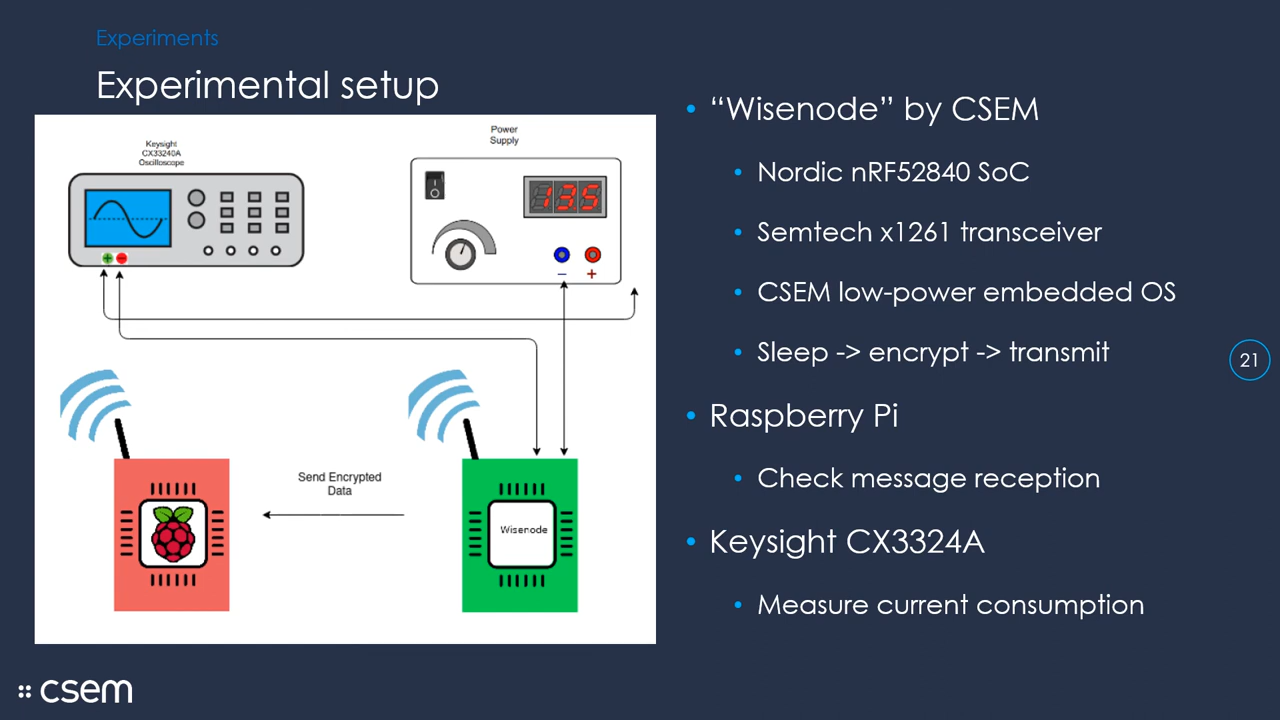 Experiments
Experimental setup
Keysight
CX33240A
Oscilloscope
Power
Supply
135
Send Encrypted
Data
Wisenode
• “Wisenode” by CSEM
• Nordic nRF52840 SoC
• Semtech x1261 transceiver
• CSEM low-power embedded OS
• Sleep -> encrypt -> transmit
• Raspberry Pi
• Check message reception
• Keysight CX3324A
• Measure current consumption
21
csem